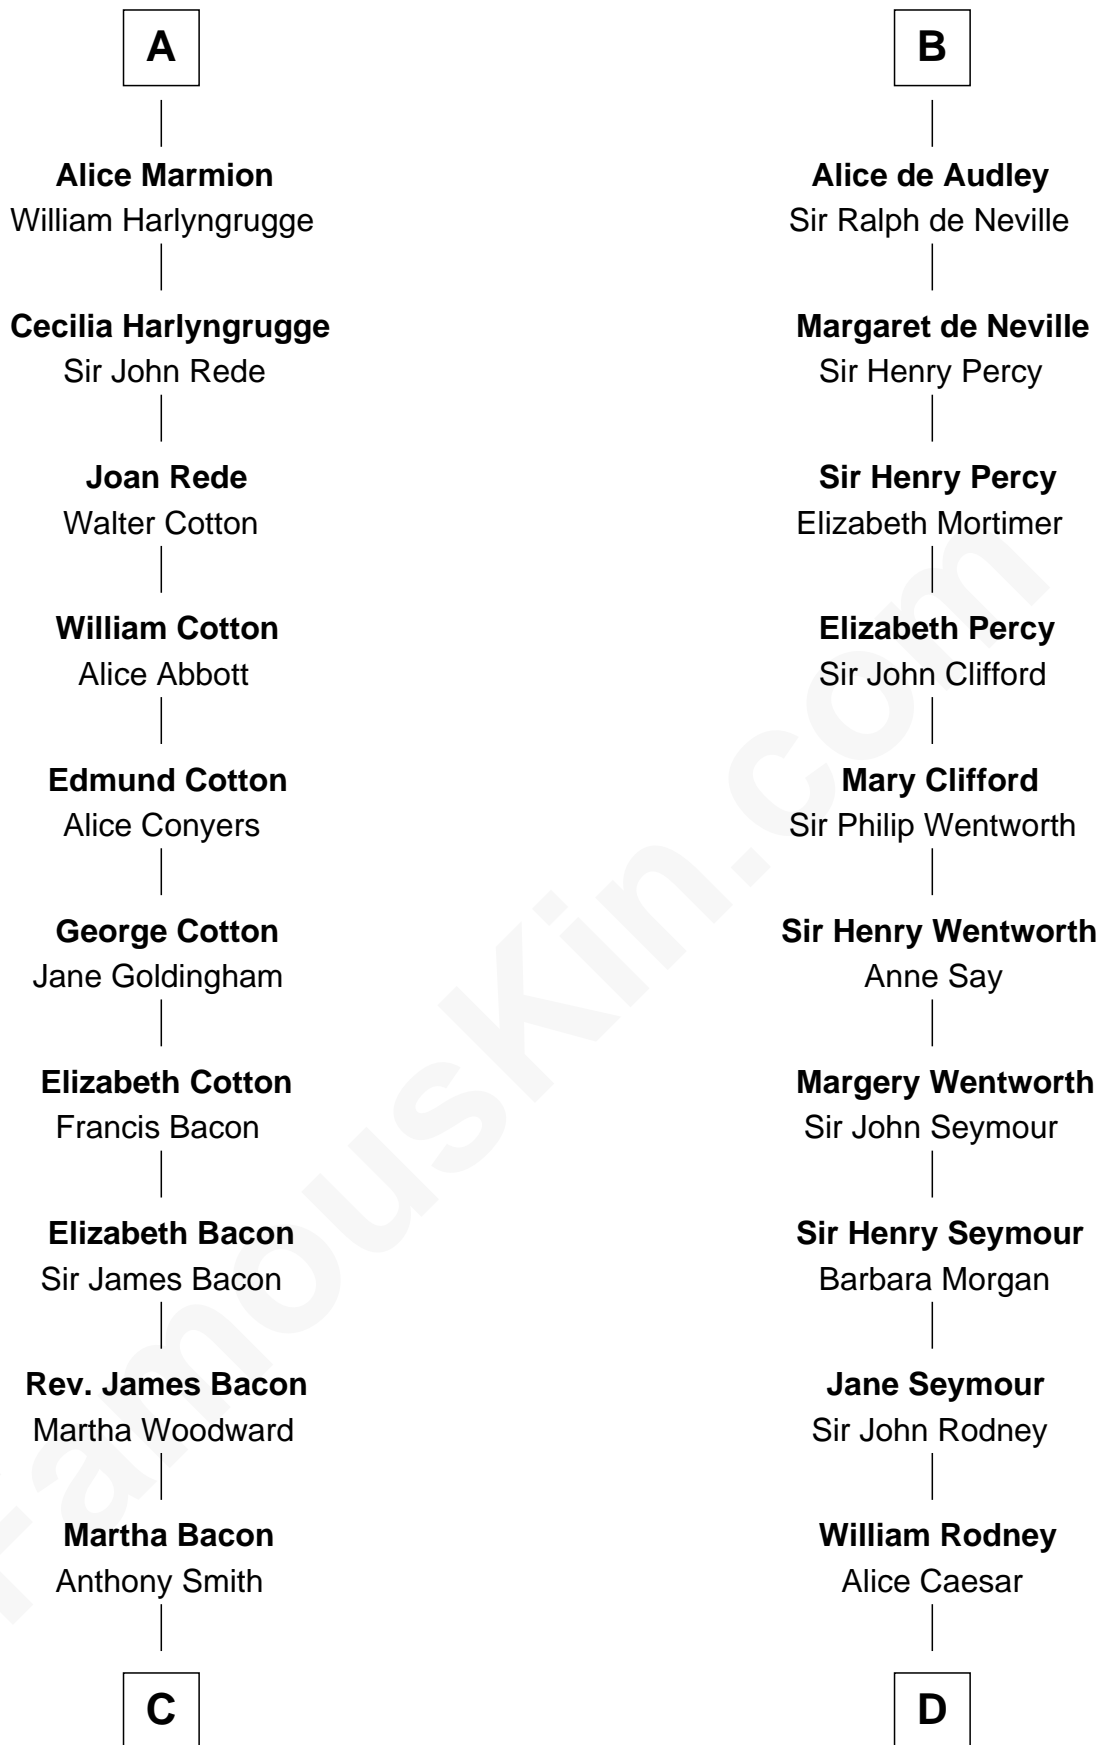 A
Alice Marmion
William Harlyngrugge
Cecilia Harlyngrugge
Sir John Rede
Joan Rede
Walter Cotton
William Cotton
Alice Abbott
Edmund Cotton
Alice Conyers
George Cotton
Jane Goldingham
Elizabeth Cotton
Francis Bacon
Elizabeth Bacon
Sir James Bacon
Rev. James Bacon
Martha Woodward
Martha Bacon
Anthony Smith
C
B
Alice de Audley
Sir Ralph de Neville
Margaret de Neville
Sir Henry Percy
Sir Henry Percy
Elizabeth Mortimer
Elizabeth Percy
Sir John Clifford
Mary Clifford
Sir Philip Wentworth
Sir Henry Wentworth
Anne Say
Margery Wentworth
Sir John Seymour
Sir Henry Seymour
Barbara Morgan
Jane Seymour
Sir John Rodney
William Rodney
Alice Caesar
D
FamousKin.com